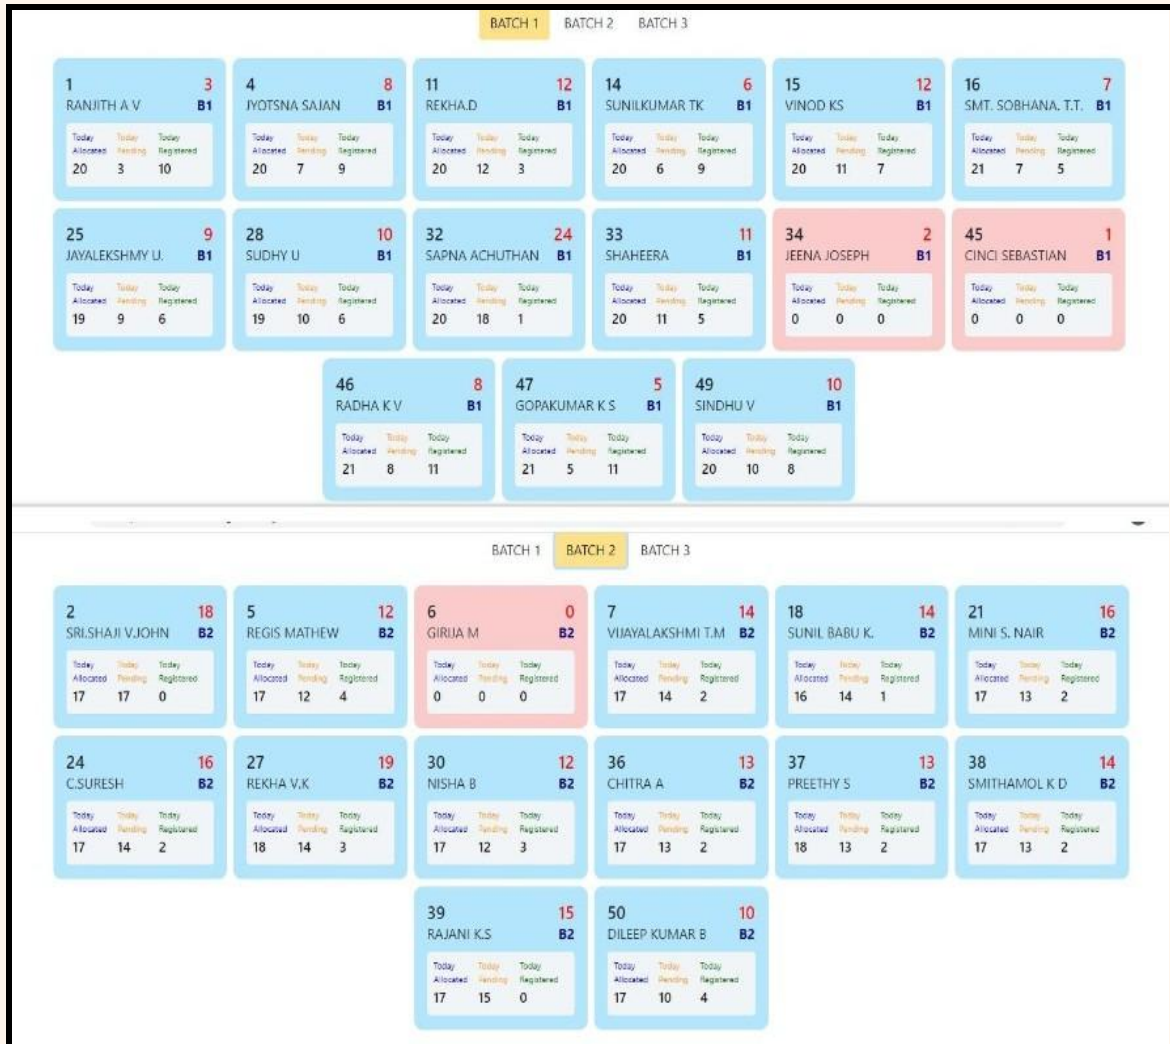 BATCH 1 BATCH 2 BATCH 3
1 3 4 8 11 12 14 6 15 12 16 7
RANJITH A V B1 JYOTSNA SAJAN B1 REKHA.D B1 SUNILKUMAR TK B1 VINOD KS B1 SMT. SOBHANA. T.T. B1
Today Today Today Today Today Today Today Today Today Today Today Today Today Today Today Today Today Today
Allocated Pending Registered Allocated Pending Registered Allocated Pending Registered Allocated Pending Registered Allocated Pending Registered Allocated Pending Registered
20 3 10 20 7 9 20 12 3 20 6 9 20 11 7 21 7 5
25 9 28 10 32 24 33 11 34 2 45 1
JAYALEKSHMY U. B1 SUDHY U B1 SAPNA ACHUTHAN B1 SHAHEERA B1 JEENA JOSEPH B1 CINCI SEBASTIAN B1
Today Today Today Today Today Today Today Today Today Today Today Today Today Today Today Today Today Today
Allocated Pending Registered Allocated Pending Registered Allocated Pending Registered Allocated Pending Registered Allocated Pending Registered Allocated Pending Registered
19 9 6 19 10 6 20 18 1 20 11 5 0 0 0 0 0 0
46 8 47 5 49 10
RADHA K V B1 GOPAKUMAR K S B1 SINDHU V B1
Today Today Today Today Today Today Today Today Today
Allocated Pending Registered Allocated Pending Registered Allocated Pending Registered
21 8 11 21 5 11 20 10 8
BATCH 1 BATCH 2 BATCH 3
2 18 5 12 6 0 7 14 18 14 21 16
SRI.SHAJI V.JOHN B2 REGIS MATHEW B2 GIRIJA M B2 VIJAYALAKSHMI T.M B2 SUNIL BABU K. B2 MINI S. NAIR B2
Today Today Today Today Today Today Today Today Today Today Today Today Today Today Today Today Today Today
Allocated Pending Registered Allocated Pending Registered Allocated Pending Registered Allocated Pending Registered Allocated Pending Registered Allocated Pending Registered
17 17 0 17 12 4 0 0 0 17 14 2 16 14 1 17 13 2
24 16 27 19 30 12 36 13 37 13 38 14
C.SURESH B2 REKHA V.K B2 NISHA B B2 CHITRA A B2 PREETHY S B2 SMITHAMOL K D B2
Today Today Today Today Today Today Today Today Today Today Today Today Today Today Today Today Today Today
Allocated Pending Registered Allocated Pending Registered Allocated Pending Registered Allocated Pending Registered Allocated Pending Registered Allocated Pending Registered
17 14 2 18 14 3 17 12 3 17 13 2 18 13 2 17 13 2
39 15 50 10
RAJANI K.S B2 DILEEP KUMAR B B2
Today Today Today Today Today Today
Allocated Pending Registered Allocated Pending Registered
17 15 0 17 10 4